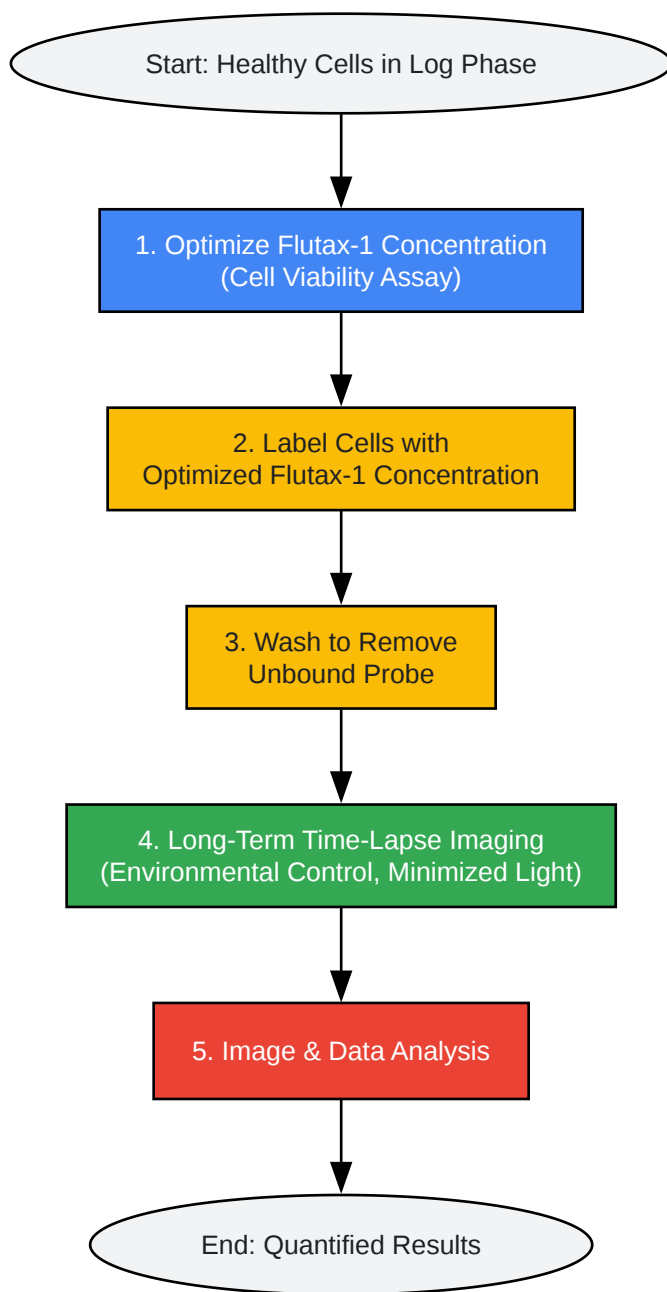 Start: Healthy Cells in Log Phase
1. Optimize Flutax-1 Concentration
(Cell Viability Assay)
2. Label Cells with
Optimized Flutax-1 Concentration
3. Wash to Remove
Unbound Probe
4. Long-Term Time-Lapse Imaging
(Environmental Control, Minimized Light)
5. Image & Data Analysis
End: Quantified Results